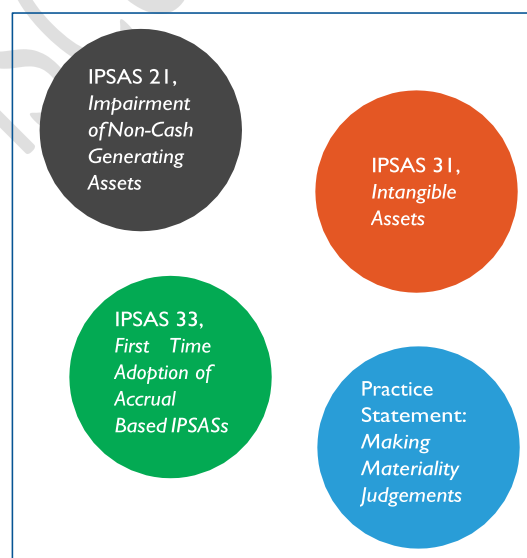 IPSAS 21,
Impairment
of Non-Cash
Generating
Assets
IPSAS 31,
Intangible
Assets
IPSAS 33,
First Time
Adoption of
Accrual
Based IPSASs
Practice
Statement:
Making
Materiality
Judgements